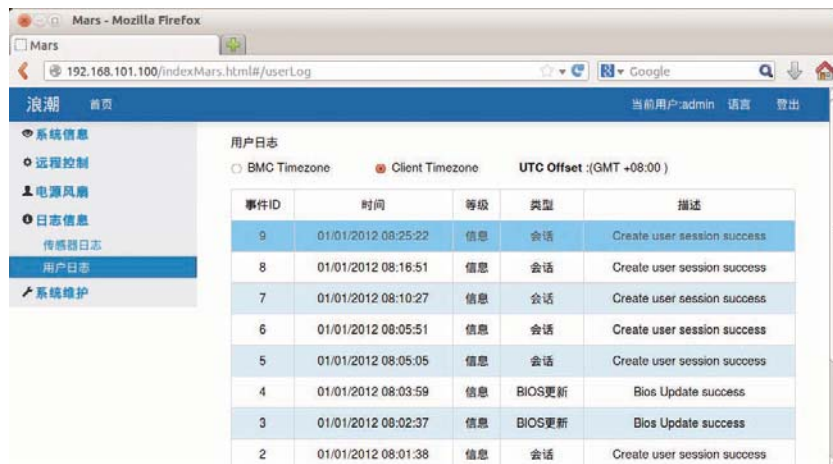 Mars - Mozilla Firefox
Mars
192.168.101.100/indexMars.html#/userLog
Google
浪潮 首页 当前用户:admin 语言 登出
系统信息
远程控制
电源风扇
日志信息
传感器日志
用户日志
系统维护
用户日志
BMC Timezone Client Timezone UTC Offset :(GMT +08:00 )
事件ID 时间 等级 类型 描述
9 01/01/2012 08:25:22 信息 会话 Create user session success
8 01/01/2012 08:16:51 信息 会话 Create user session success
7 01/01/2012 08:10:27 信息 会话 Create user session success
6 01/01/2012 08:05:51 信息 会话 Create user session success
5 01/01/2012 08:05:05 信息 会话 Create user session success
4 01/01/2012 08:03:59 信息 BIOS更新 Bios Update success
3 01/01/2012 08:02:37 信息 BIOS更新 Bios Update success
2 01/01/2012 08:01:38 信息 会话 Create user session success